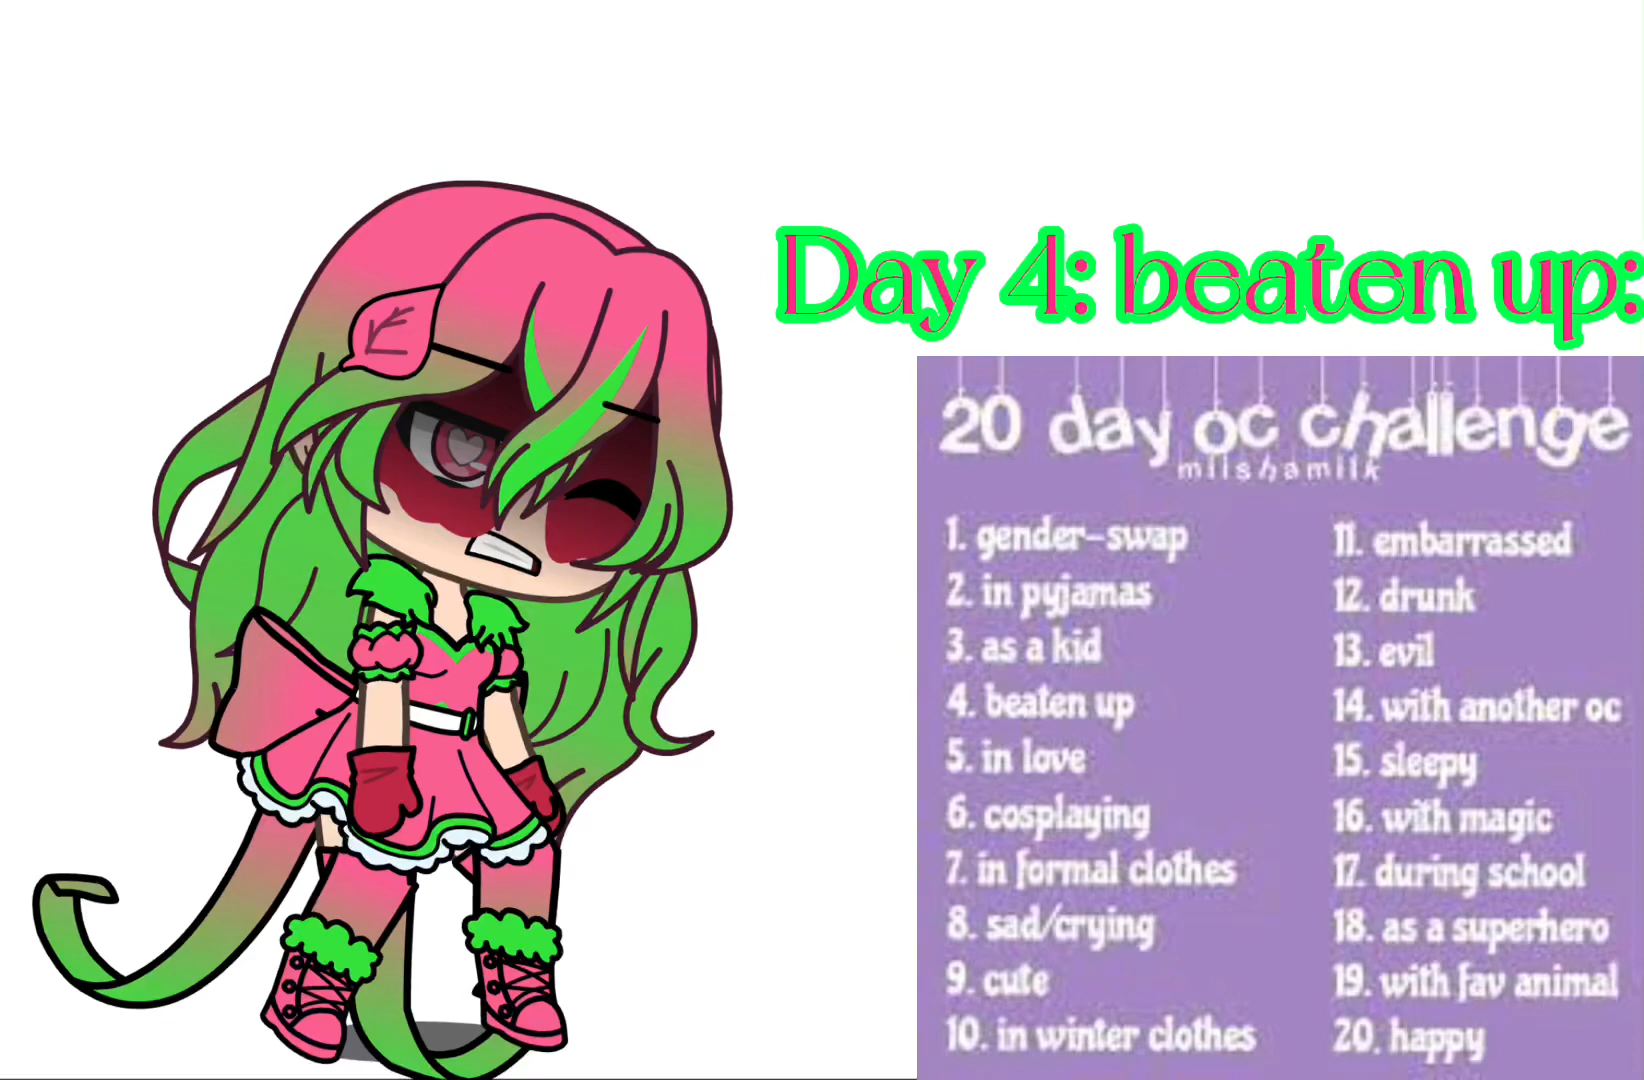 Day 4: beaten up:
20 day oc challenge
miishamilk
1. gender-swap
2. in pyjamas
3. as a kid
4. beaten up
5. in love
6. cosplaying
7. in formal clothes
8. sad/crying
9. cute
10. in winter clothes
11. embarrassed
12. drunk
13. evil
14. with another oc
15. sleepy
16. with magic
17. during school
18. as a superhero
19. with fav animal
20. happy